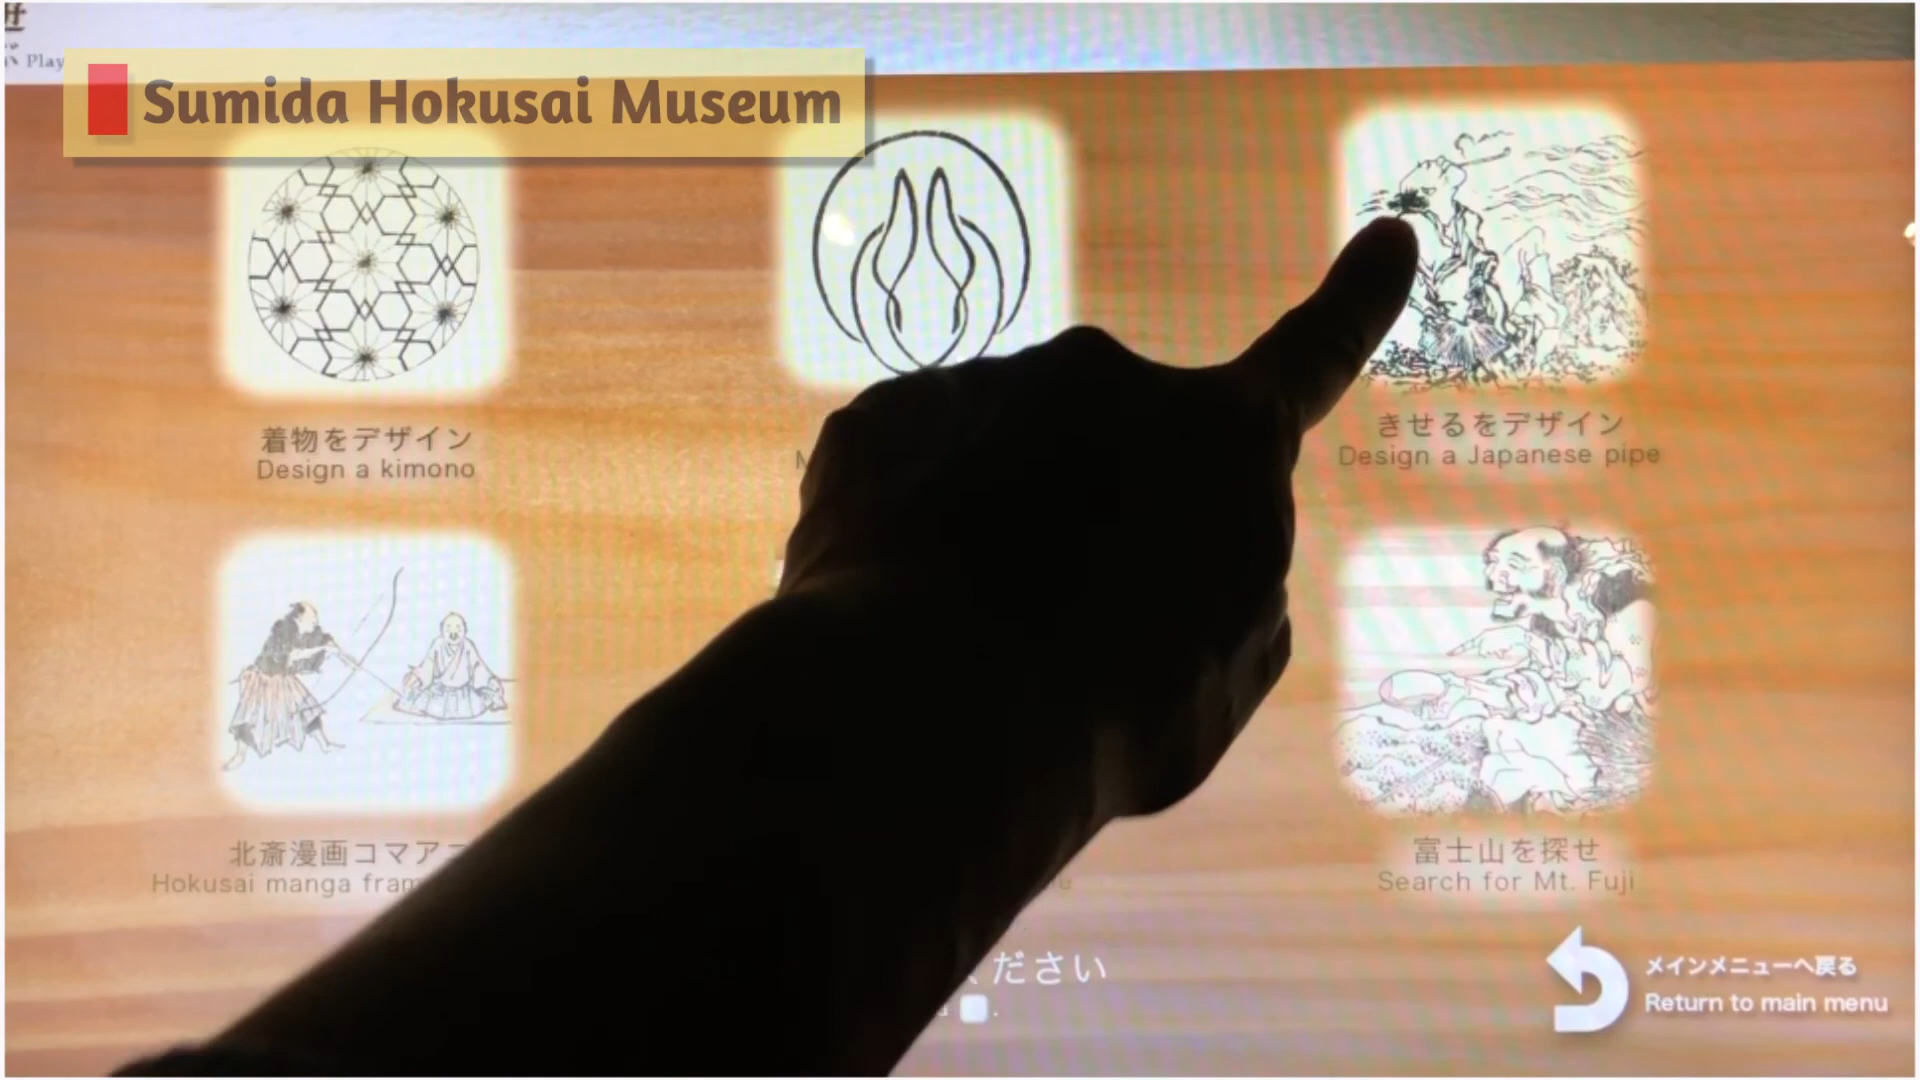 Play
Sumida Hokusai Museum
着物をデザイン
Design a kimono
きせるをデザイン
Design a Japanese pipe
北斎漫画コマア
Hokusai manga
富士山を探せ
Search for Mt. Fuji
ださい
メインメニューへ戻る
Return to main menu